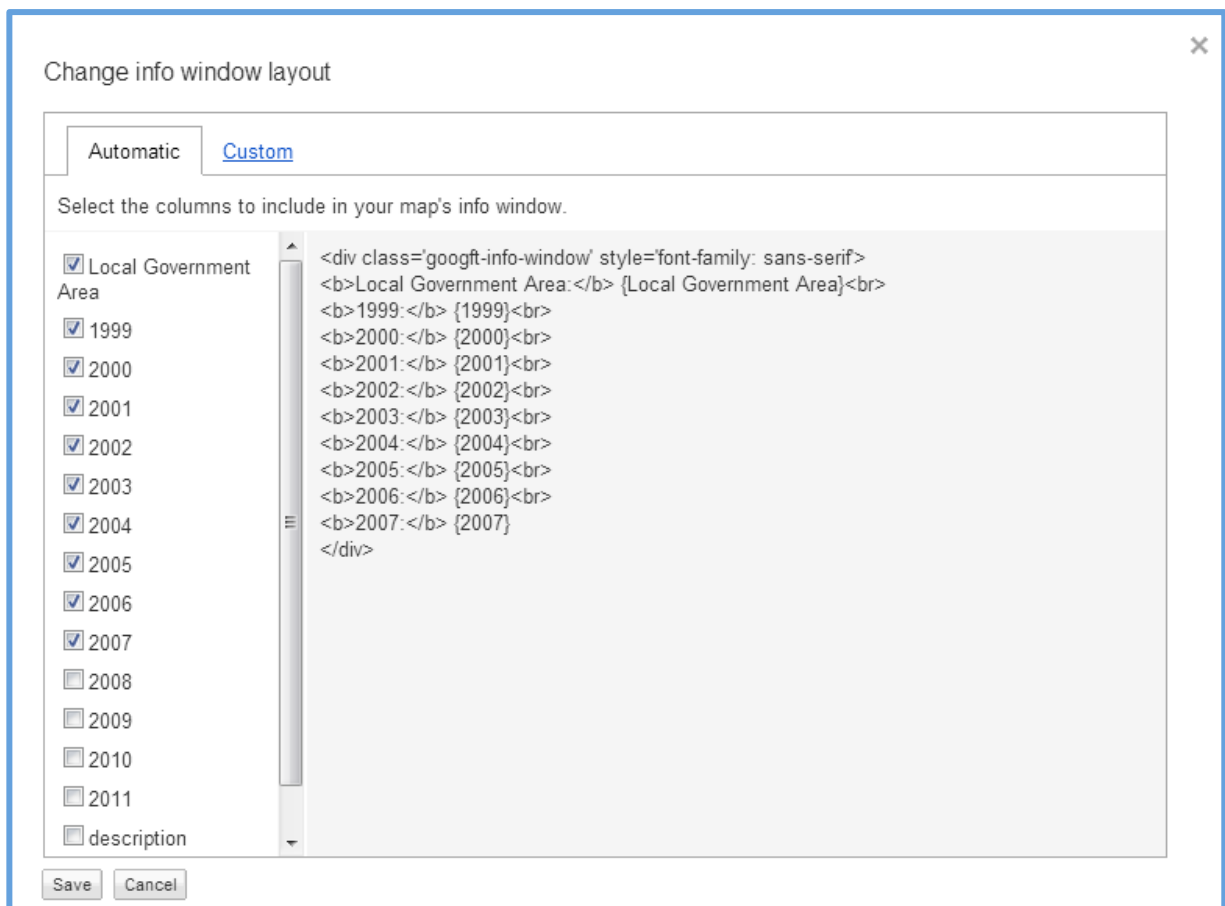 ×
Change info window layout
Automatic
Custom
Select the columns to include in your map's info window.
Local Government
Area
1999
2000
2001
2002
2003
2004
2005
2006
2007
2008
2009
2010
2011
description
<div class='googft-info-window' style='font-family: sans-serif'>
<b>Local Government Area:</b> {Local Government Area}<br>
<b>1999:</b> {1999}<br>
<b>2000:</b> {2000}<br>
<b>2001:</b> {2001}<br>
<b>2002:</b> {2002}<br>
<b>2003:</b> {2003}<br>
<b>2004:</b> {2004}<br>
<b>2005:</b> {2005}<br>
<b>2006:</b> {2006}<br>
<b>2007:</b> {2007}
</div>
Save
Cancel